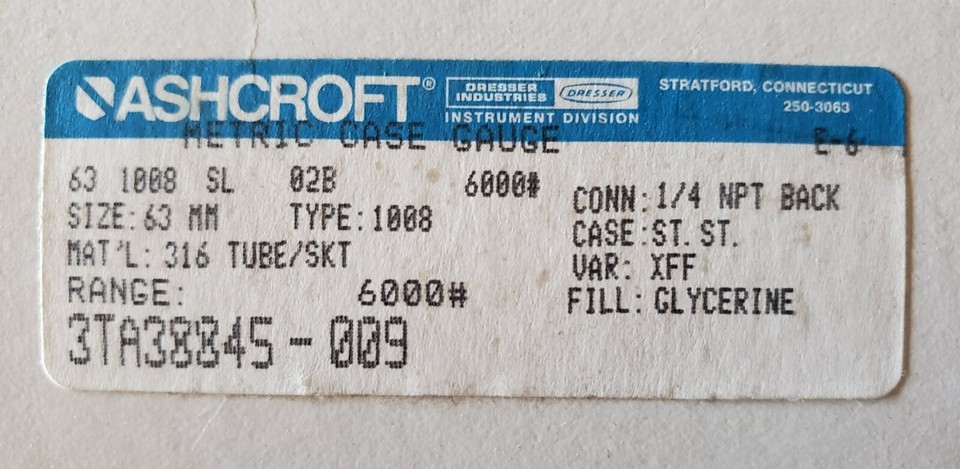 ASHCROFT® DRESSER INDUSTRIES DRESSER
INSTRUMENT DIVISION
STRATFORD, CONNECTICUT
250-3063
METRIC CASE GAUGE E-6
63 1008 SL 02B 6000#
SIZE: 63 MM TYPE: 1008
MAT'L: 316 TUBE/SKT
RANGE: 6000#
3TA38845-009
CONN: 1/4 NPT BACK
CASE: ST. ST.
VAR: XFF
FILL: GLYCERINE